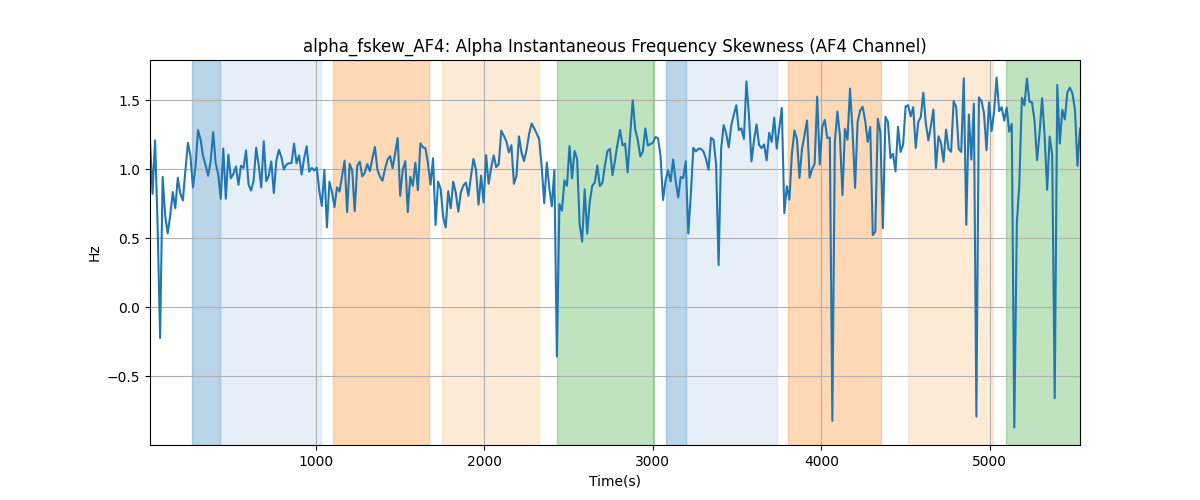 alpha_fskew_AF4: Alpha Instantaneous Frequency Skewness (AF4 Channel)
1.5
1.0
0.5
0.0
−0.5
Hz
1000 2000 3000 4000 5000
Time(s)